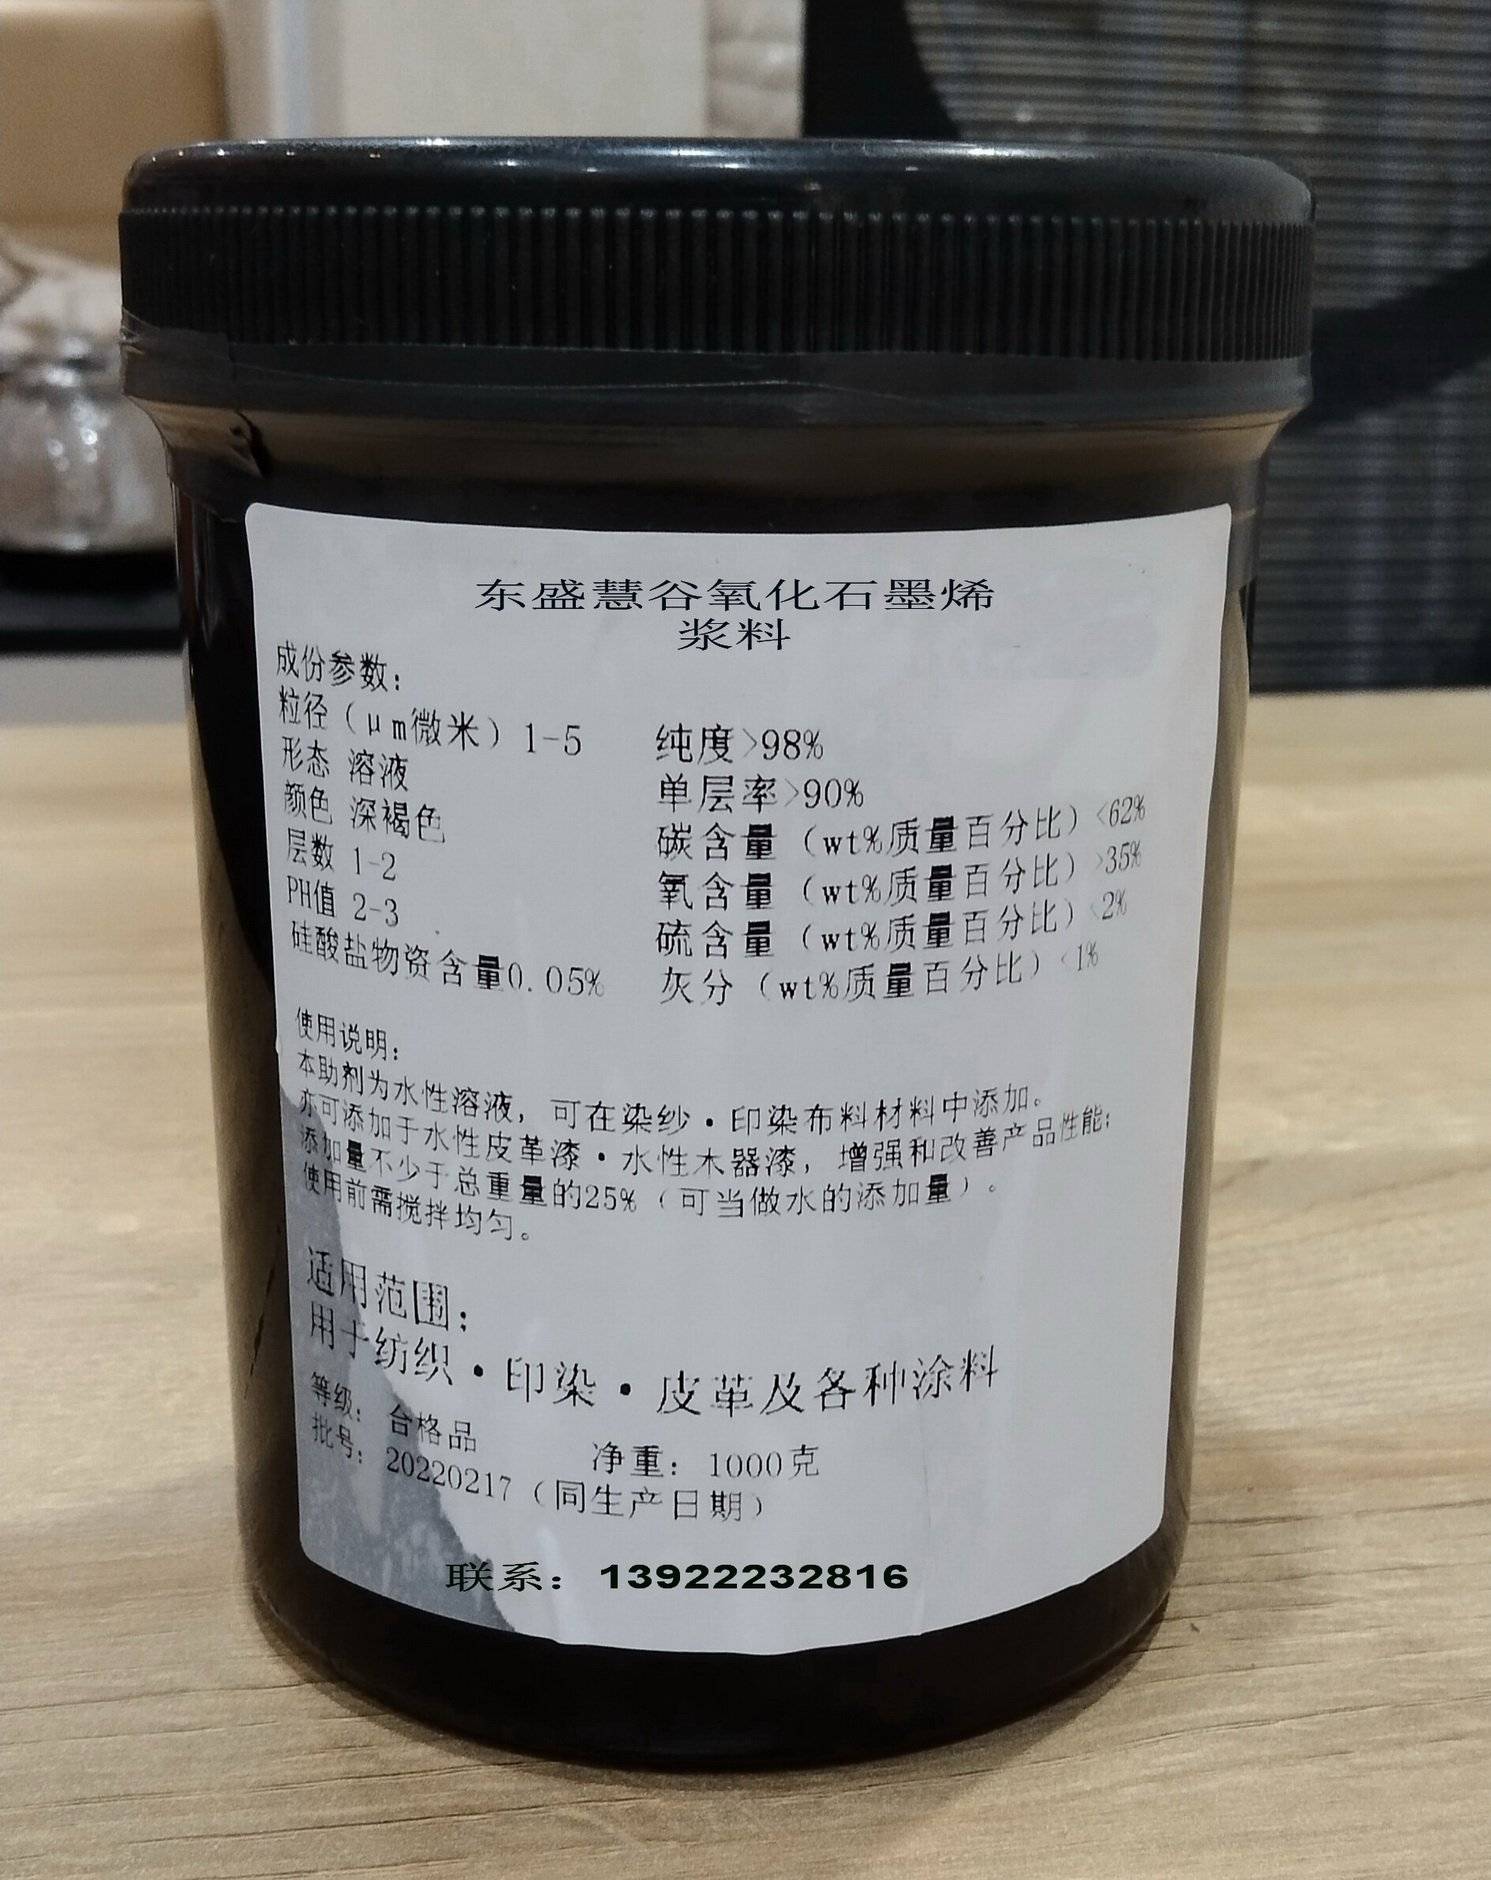 东盛慧谷氧化石墨烯
浆料
成份参数：
粒径（μm微米）1-5
形态 溶液
颜色 深褐色
层数 1-2
PH值 2-3
硅酸盐物资含量0.05%
纯度>98%
单层率>90%
碳含量（wt%质量百分比）<62%
氧含量（wt%质量百分比）>35%
硫含量（wt%质量百分比）<2%
灰分（wt%质量百分比）<1%
使用说明：
本助剂为水性溶液，可在染纱·印染布料材料中添加。
亦可添加于水性皮革漆·水性木器漆，增强和改善产品性能；
添加量不少于总重量的25%（可当做水的添加量）。
使用前需搅拌均匀。
适用范围：
用于纺织·印染·皮革及各种涂料
等级：合格品
净重：1000克
批号：20220217（同生产日期）
联系：13922232816